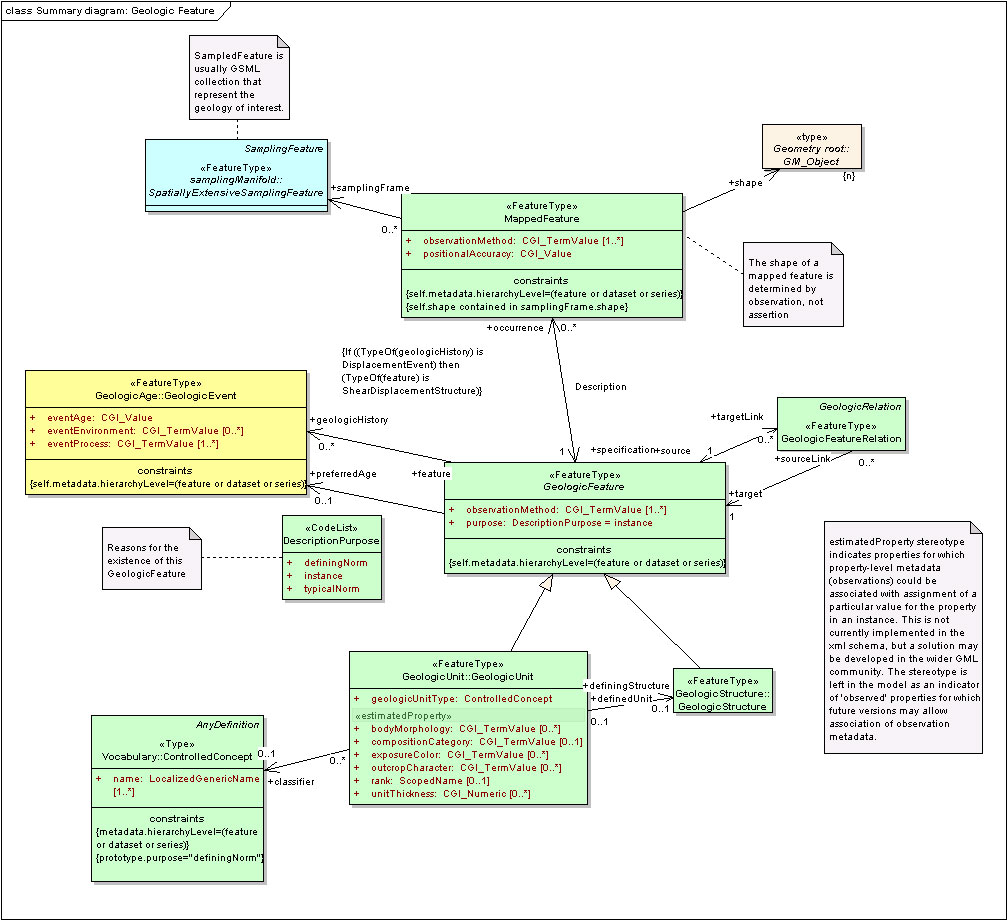 class Summary diagram: Geologic Feature
SampledFeature is
usually GSML
collection that
represent the
geology of interest.
SamplingFeature
«FeatureType»
samplingManifold::
SpatiallyExtensiveSamplingFeature
+samplingFrame
0..*
«type»
Geometry root::
GM_Object
{n}
+shape
«FeatureType»
MappedFeature
+ observationMethod: CGI_TermValue [1..*]
+ positionalAccuracy: CGI_Value
constraints
{self.metadata.hierarchyLevel=(feature or dataset or series)}
{self.shape contained in samplingFrame.shape}
The shape of a
mapped feature is
determined by
observation, not
assertion
+occurrence
0..*
{If ((TypeOf(geologicHistory) is
DisplacementEvent) then
(TypeOf(feature) is
ShearDisplacementStructure)}
Description
«FeatureType»
GeologicAge::GeologicEvent
+ eventAge: CGI_Value
+ eventEnvironment: CGI_TermValue [0..*]
+ eventProcess: CGI_TermValue [1..*]
constraints
{self.metadata.hierarchyLevel=(feature or dataset or series)}
+geologicHistory
0..*
+preferredAge
0..1
+feature
1
+specification
+source
1
+targetLink
0..*
GeologicRelation
«FeatureType»
GeologicFeatureRelation
+sourceLink
0..*
+target
1
«FeatureType»
GeologicFeature
+ observationMethod: CGI_TermValue [1..*]
+ purpose: DescriptionPurpose = instance
constraints
{self.metadata.hierarchyLevel=(feature or dataset or series)}
Reasons for the
existence of this
GeologicFeature
«CodeList»
DescriptionPurpose
+ definingNorm
+ instance
+ typicalNorm
estimatedProperty stereotype
indicates properties for which
property-level metadata
(observations) could be
associated with assignment of a
particular value for the property
in an instance. This is not
currently implemented in the
xml schema, but a solution may
be developed in the wider GML
community. The stereotype is
left in the model as an indicator
of 'observed' properties for which
future versions may allow
association of observation
metadata.
«FeatureType»
GeologicUnit::GeologicUnit
+ geologicUnitType: ControlledConcept
«estimatedProperty»
+ bodyMorphology: CGI_TermValue [0..*]
+ compositionCategory: CGI_TermValue [0..1]
+ exposureColor: CGI_TermValue [0..*]
+ outcropCharacter: CGI_TermValue [0..*]
+ rank: ScopedName [0..1]
+ unitThickness: CGI_Numeric [0..*]
+definingStructure
+definedUnit
0..1
0..1
«FeatureType»
GeologicStructure::
GeologicStructure
AnyDefinition
«Type»
Vocabulary::ControlledConcept
+ name: LocalizedGenericName
[1..*]
constraints
{metadata.hierarchyLevel=(feature
or dataset or series)}
{prototype.purpose="definingNorm"}
0..1
+classifier
0..*